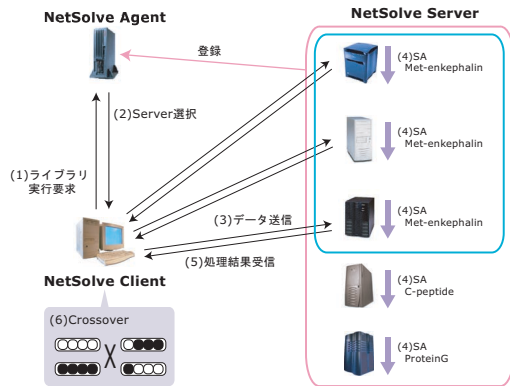 NetSolve Agent
NetSolve Server
登録
(4)SA
Met-enkephalin
(2)Server選択
(4)SA
Met-enkephalin
(1)ライブラリ
実行要求
(3)データ送信
(4)SA
Met-enkephalin
(5)処理結果受信
NetSolve Client
(4)SA
C-peptide
(6)Crossover
(4)SA
ProteinG